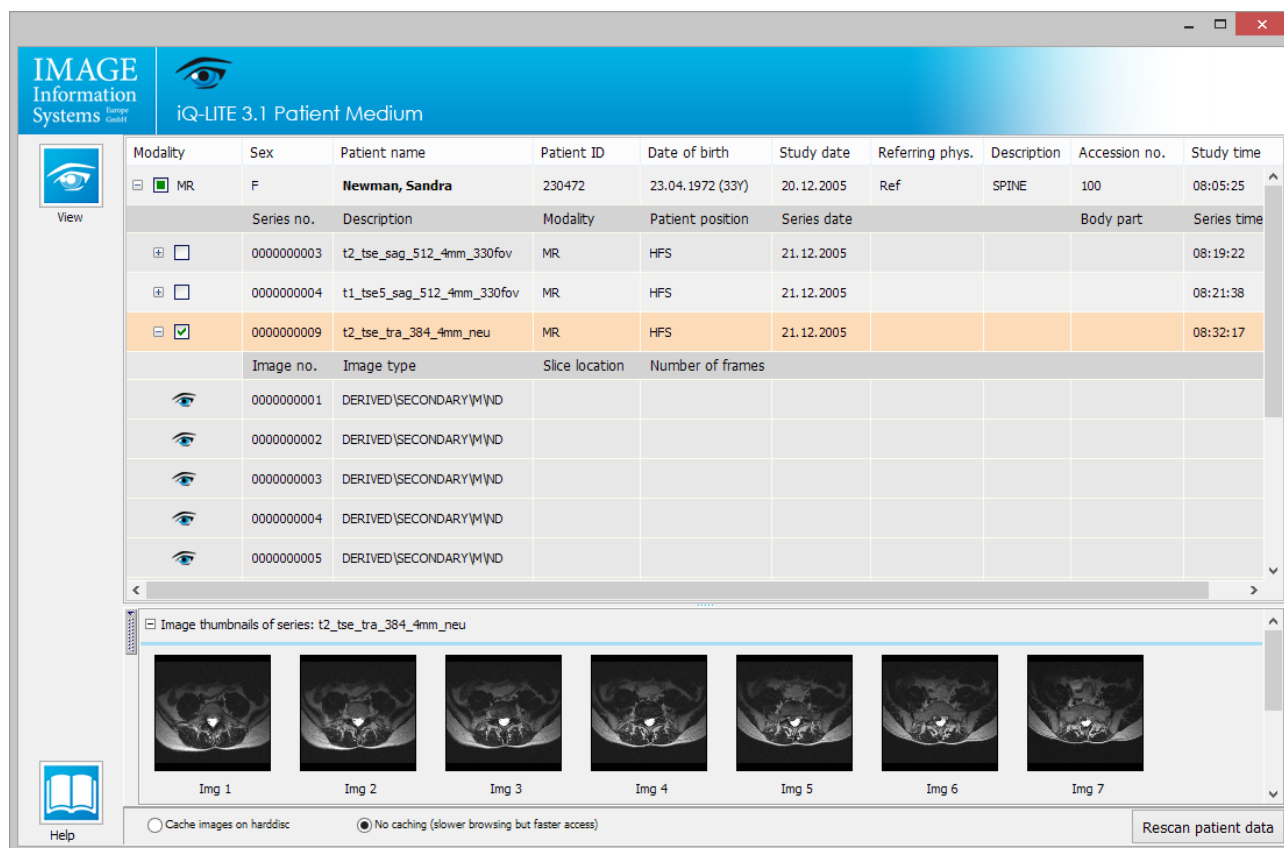 IMAGE
Information
Systems Europe GmbH
iQ-LITE 3.1 Patient Medium
View
Modality Sex Patient name Patient ID Date of birth Study date Referring phys. Description Accession no. Study time
MR F Newman, Sandra 230472 23.04.1972 (33Y) 20.12.2005 Ref SPINE 100 08:05:25
Series no. Description Modality Patient position Series date Body part Series time
0000000003 t2_tse_sag_512_4mm_330fov MR HFS 21.12.2005 08:19:22
0000000004 t1_tse5_sag_512_4mm_330fov MR HFS 21.12.2005 08:21:38
0000000009 t2_tse_tra_384_4mm_neu MR HFS 21.12.2005 08:32:17
Image no. Image type Slice location Number of frames
0000000001 DERIVED\SECONDARY\M\ND
0000000002 DERIVED\SECONDARY\M\ND
0000000003 DERIVED\SECONDARY\M\ND
0000000004 DERIVED\SECONDARY\M\ND
0000000005 DERIVED\SECONDARY\M\ND
Image thumbnails of series: t2_tse_tra_384_4mm_neu
Img 1 Img 2 Img 3 Img 4 Img 5 Img 6 Img 7
Help
Cache images on harddisc No caching (slower browsing but faster access) Rescan patient data